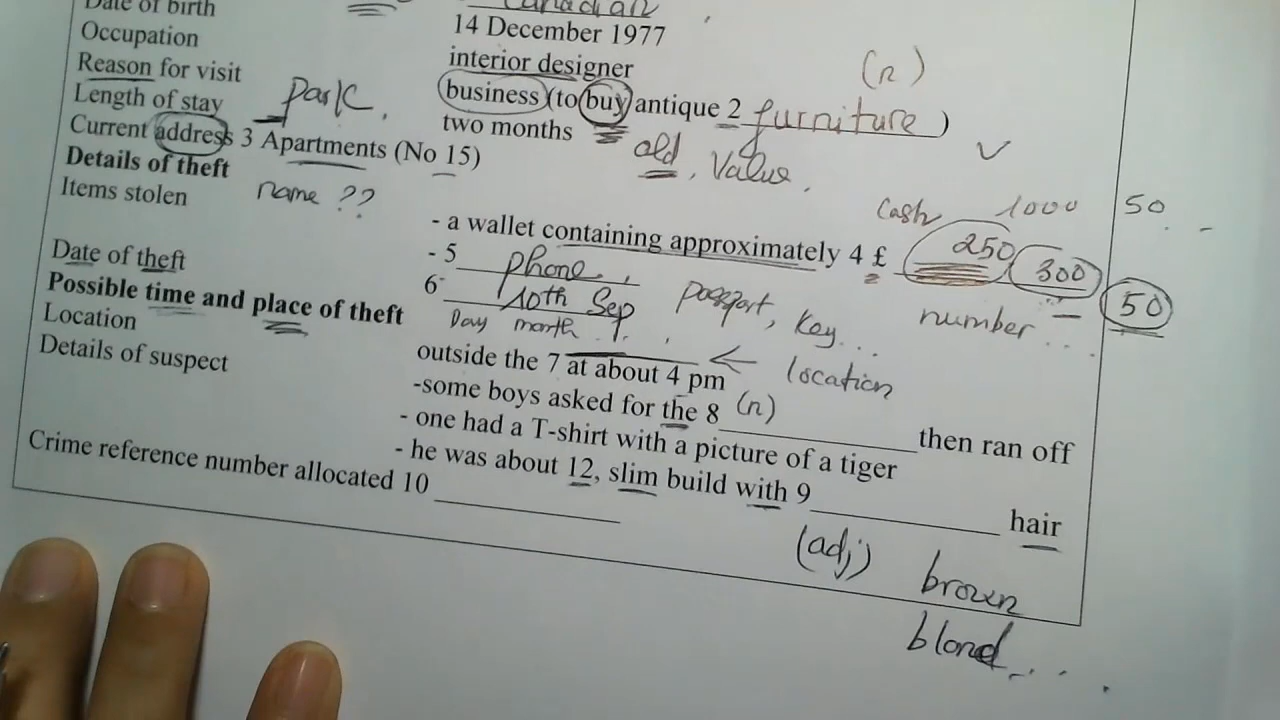 Date of birth Canadian
Occupation 14 December 1977
Reason for visit interior designer (n)
Length of stay park, business (to buy antique 2 furniture)
Current address 3 Apartments (No 15) two months old, value,
Details of theft
Items stolen name ?? cash 1000 50
- a wallet containing approximately 4 £ 250 300 50
Date of theft - 5 phone, passport, key... number...
Possible time and place of theft 6 10th Sep
Day month
Location outside the 7 at about 4 pm location
Details of suspect -some boys asked for the 8 (n) then ran off
- one had a T-shirt with a picture of a tiger
- he was about 12, slim build with 9 hair
Crime reference number allocated 10
(adj) brown
blond...